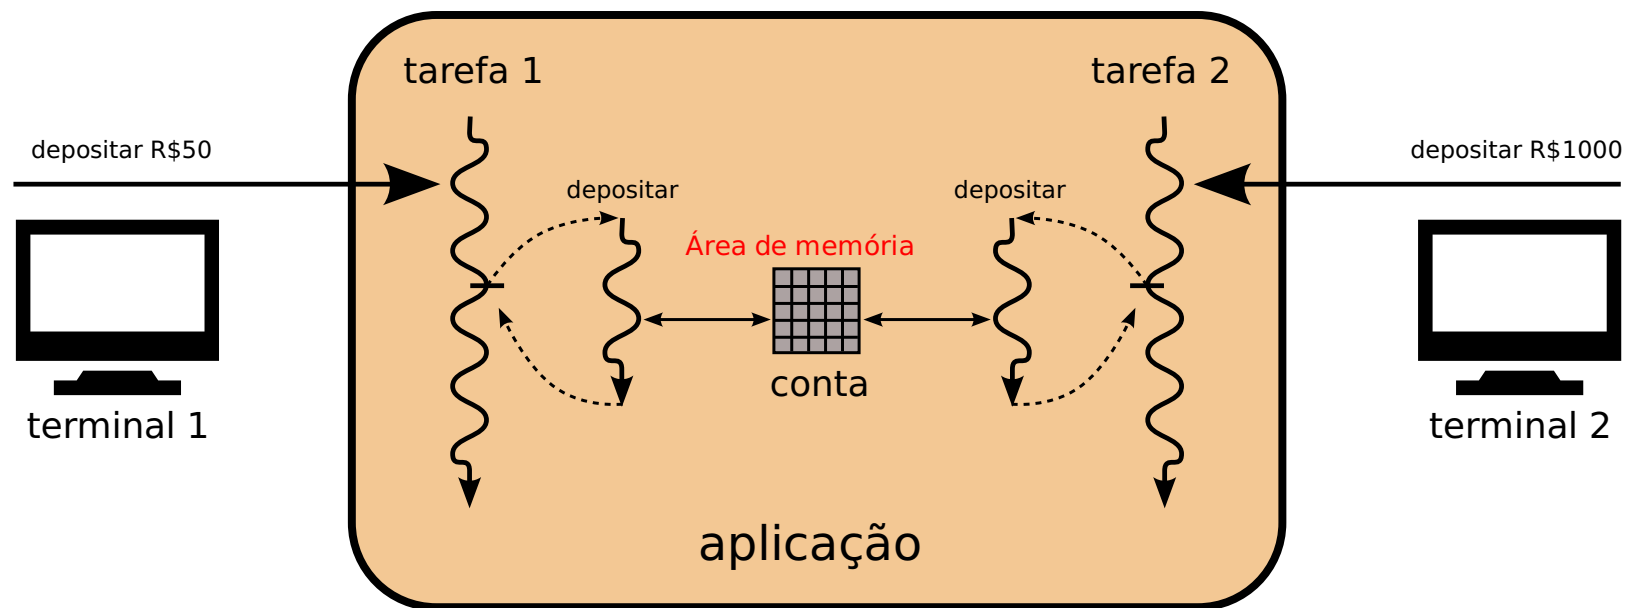 tarefa 1
tarefa 2
depositar R$50
depositar R$1000
depositar
depositar
Área de memória
conta
terminal 1
terminal 2
aplicação